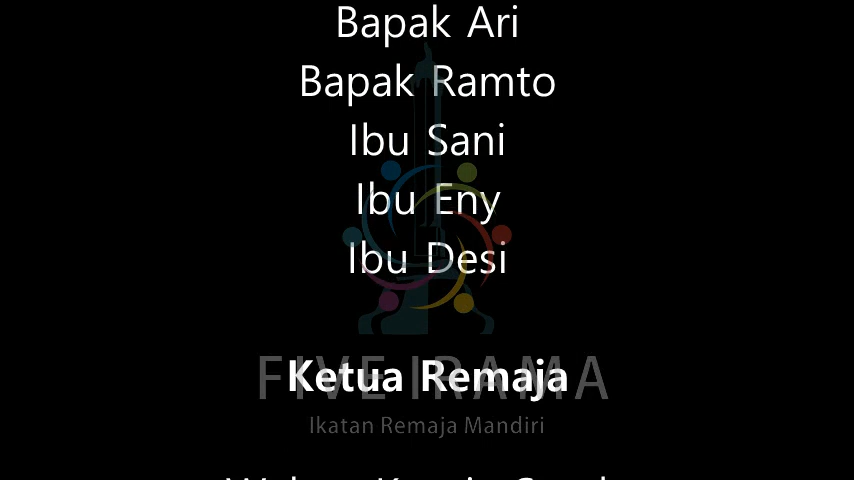 Bapak Ari
Bapak Ramto
Ibu Sani
Ibu Eny
Ibu Desi
Ketua Remaja
FIVE IRAMA
Ikatan Remaja Mandiri